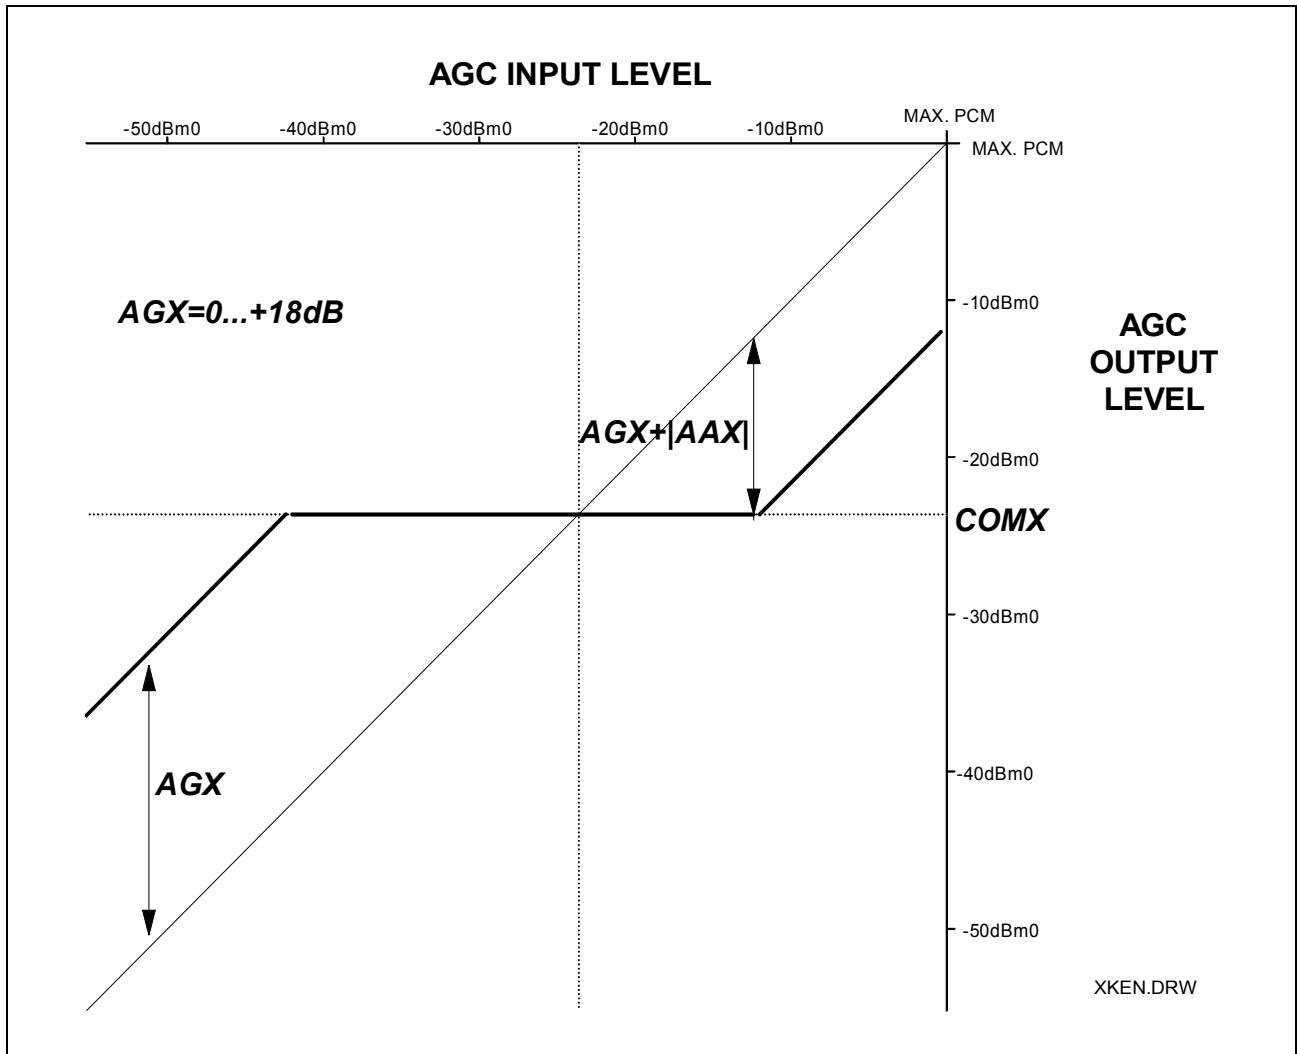 AGC INPUT LEVEL
MAX. PCM
-50dBm0 -40dBm0 -30dBm0 -20dBm0 -10dBm0
MAX. PCM
AGX=0...+18dB
-10dBm0
AGC
OUTPUT
LEVEL
AGX+|AAX|
-20dBm0
COMX
-30dBm0
-40dBm0
AGX
-50dBm0
XKEN.DRW